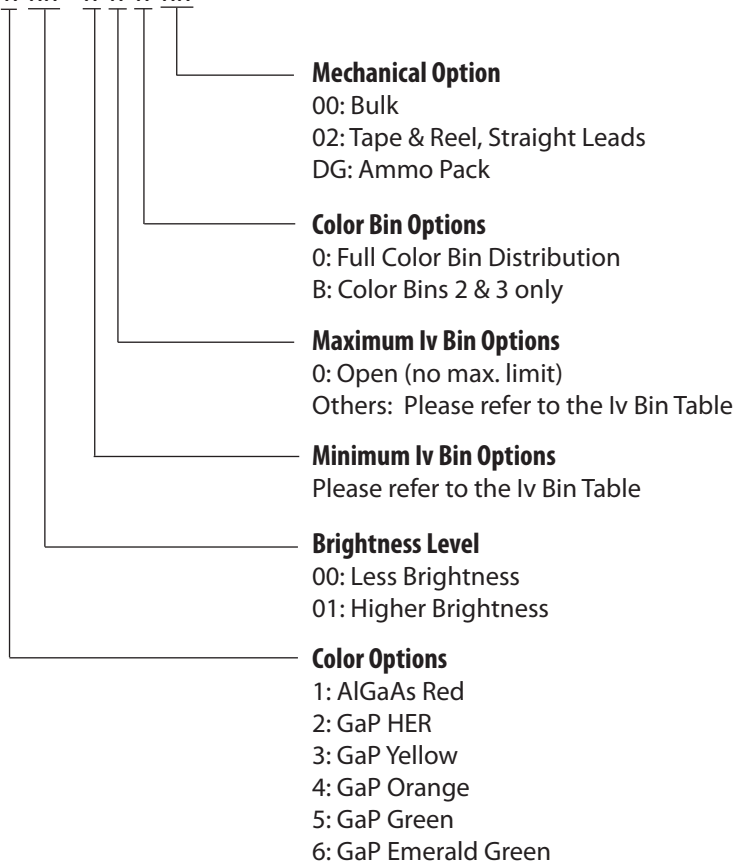 Mechanical Option
00: Bulk
02: Tape & Reel, Straight Leads
DG: Ammo Pack
Color Bin Options
0: Full Color Bin Distribution
B: Color Bins 2 & 3 only
Maximum Iv Bin Options
0: Open (no max. limit)
Others: Please refer to the Iv Bin Table
Minimum Iv Bin Options
Please refer to the Iv Bin Table
Brightness Level
00: Less Brightness
01: Higher Brightness
Color Options
1: AlGaAs Red
2: GaP HER
3: GaP Yellow
4: GaP Orange
5: GaP Green
6: GaP Emerald Green